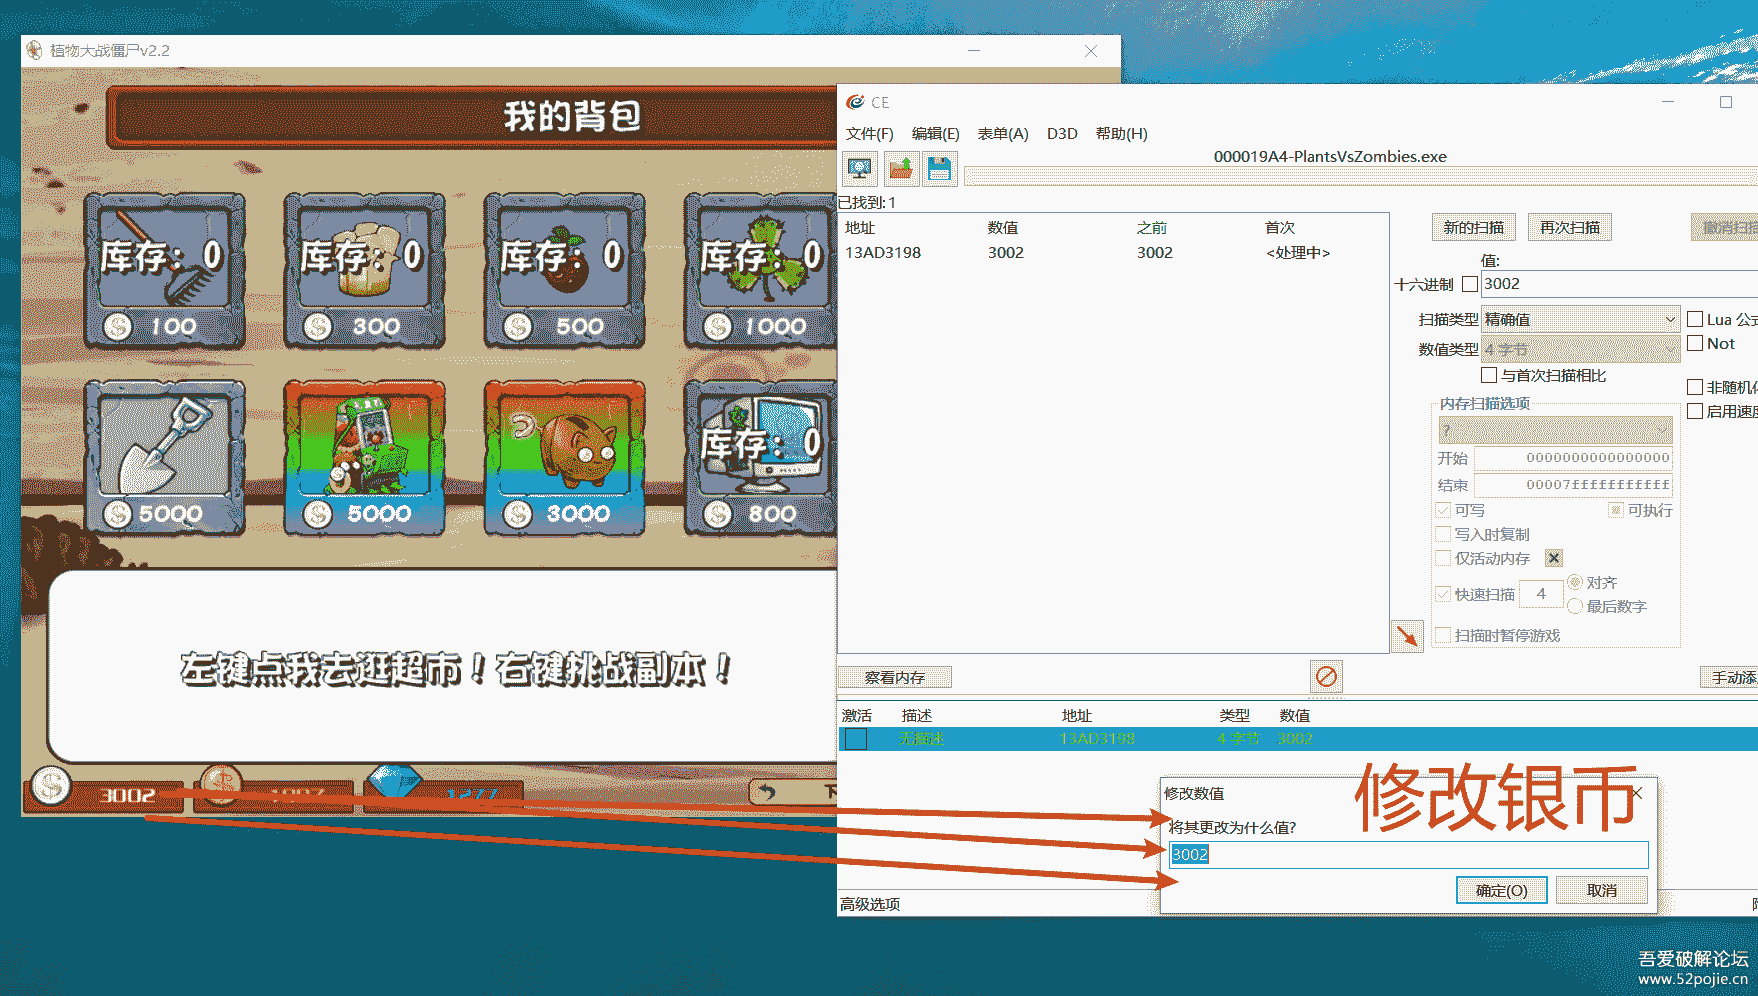 植物大战僵尸v2.2
我的背包
库存：0
库存：0
库存：0
库存：0
100
300
500
1000
库存：0
5000
5000
3000
800
左键点我去逛超市！右键挑战副本！
3002
1277
CE
文件(F) 编辑(E) 表单(A) D3D 帮助(H)
000019A4-PlantsVsZombies.exe
已找到: 1
地址 数值 之前 首次
13AD3198 3002 3002 <处理中>
新的扫描 再次扫描 撤消扫描
值:
十六进制 3002
扫描类型 精确值 Lua 公式
数值类型 4 字节 Not
与首次扫描相比
非随机化
内存扫描选项 启用速度
?
开始 0000000000000000
结束 00007fffffffffff
可写 可执行
写入时复制
仅活动内存
快速扫描 4 对齐
最后数字
扫描时暂停游戏
察看内存 手动添
激活 描述 地址 类型 数值
无描述 13AD3198 4 字节 3002
修改数值
修改银币
将其更改为什么值?
3002
确定(O) 取消
高级选项
吾爱破解论坛
www.52pojie.cn